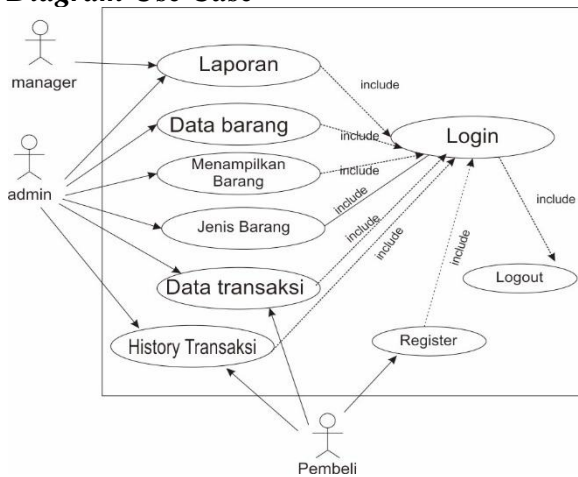 Diagram Use Case
manager
Laporan
include
Data barang
include
Login
admin
Menampilkan
Barang
include
include
Jenis Barang
include
include
include
include
Data transaksi
Logout
History Transaksi
Register
Pembeli